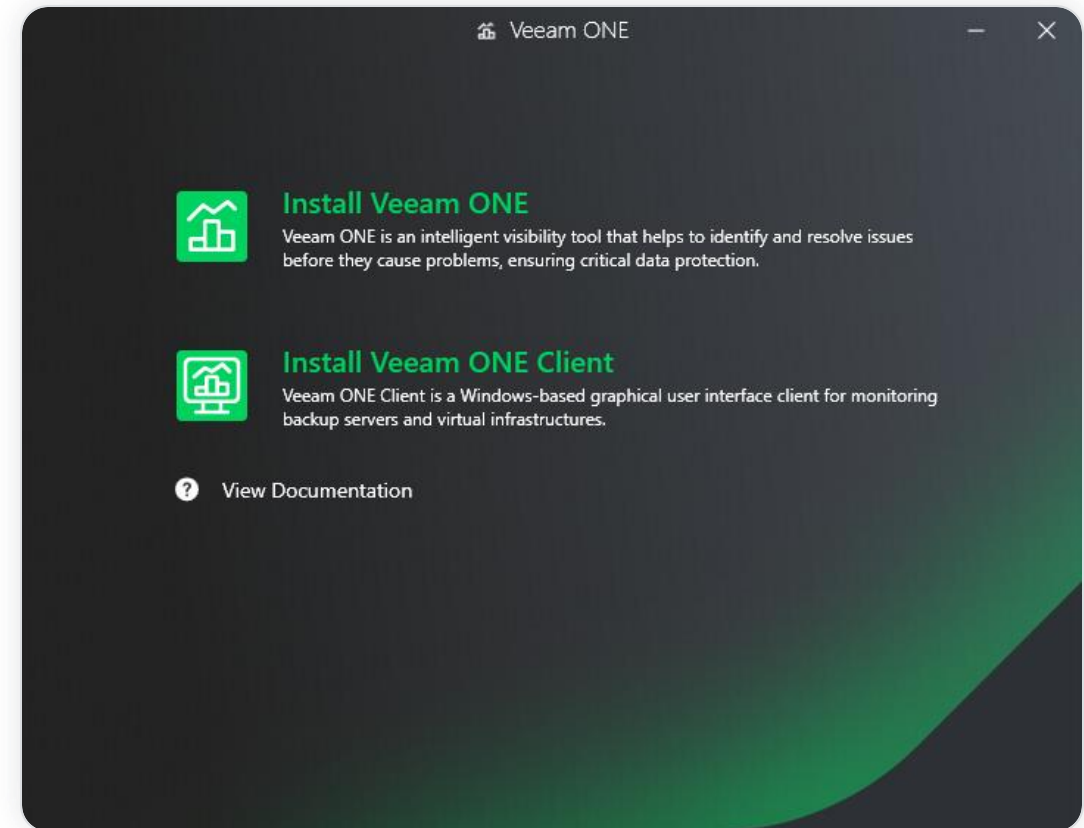 Veeam ONE
Install Veeam ONE
Veeam ONE is an intelligent visibility tool that helps to identify and resolve issues
before they cause problems, ensuring critical data protection.
Install Veeam ONE Client
Veeam ONE Client is a Windows-based graphical user interface client for monitoring
backup servers and virtual infrastructures.
View Documentation